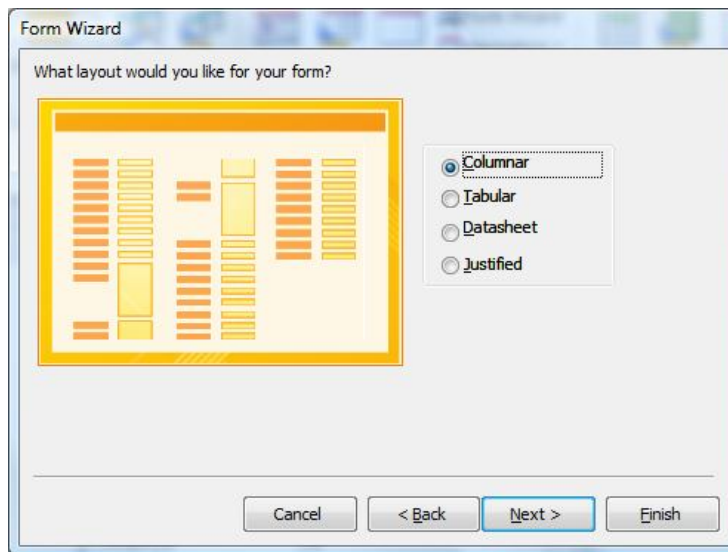 Form Wizard
What layout would you like for your form?
Columnar
Tabular
Datasheet
Justified
Cancel
< Back
Next >
Finish